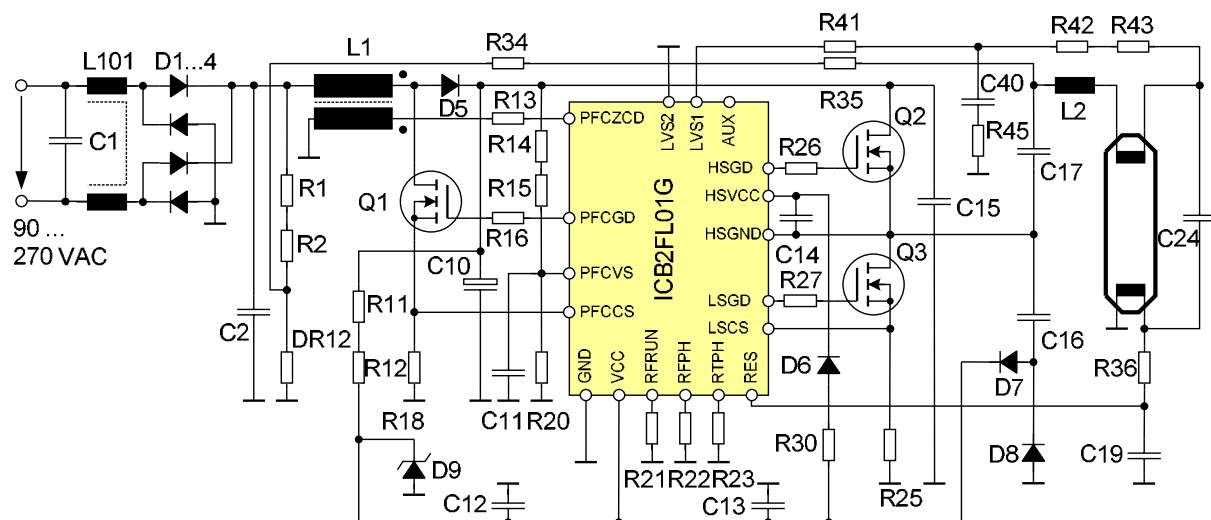 R41
R42
R43
L1
R34
L101
D1...4
C40
R35
D5
R13
Q2
L2
C1
PFCZCD
LVS2
LVS1
AUX
R45
R14
R26
C17
HSGD
R1
R15
HSVCC
Q1
C15
PFCGD
90 ...
R16
HSGND
C24
270 VAC
R2
C14
Q3
ICB2FL01G
C10
PFCVS
R27
R11
LSGD
PFCCS
C2
LSCS
C16
DR12
R12
D6
R36
GND
VCC
RFRUN
RFPH
RTPH
RES
D7
R18
C11
R20
R30
D8
C19
D9
R21
R22
R23
R25
C12
C13